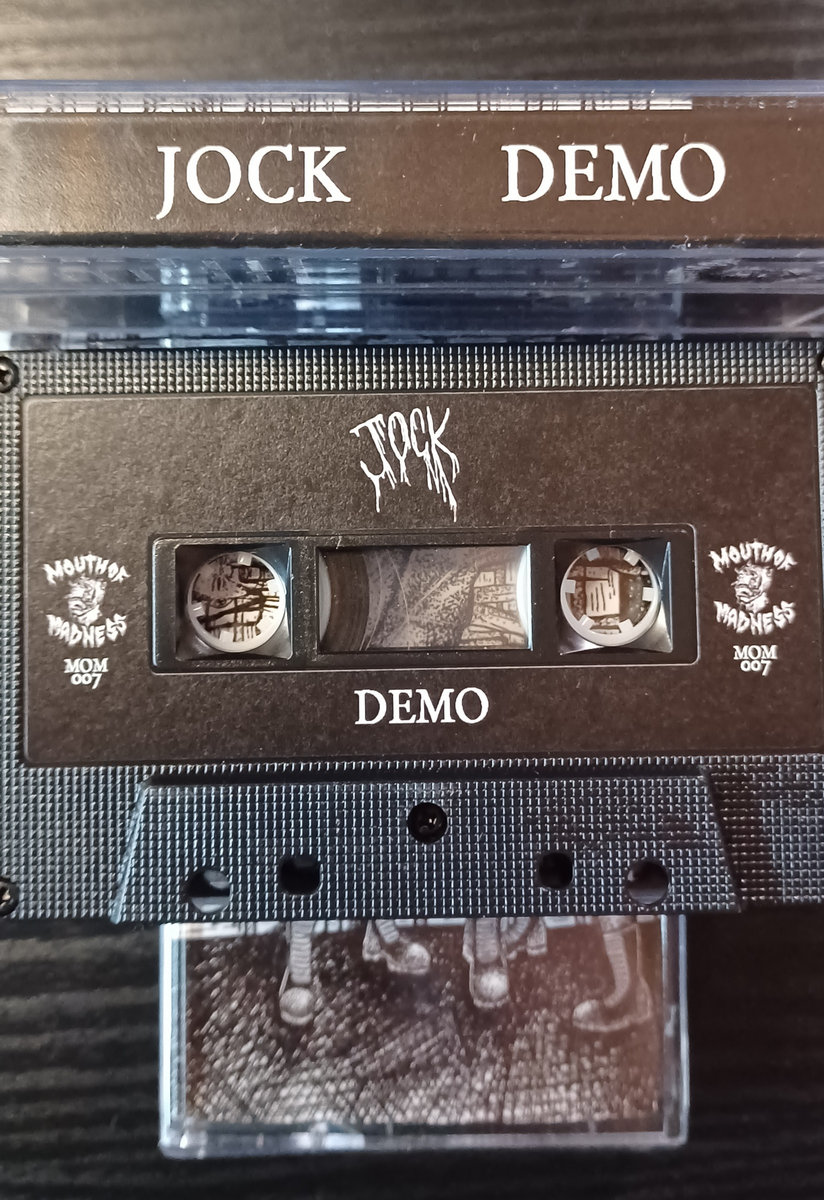 JOCK DEMO
JOCK
MOUTH OF
MADNESS
MOM
007
MOUTH OF
MADNESS
MOM
007
DEMO